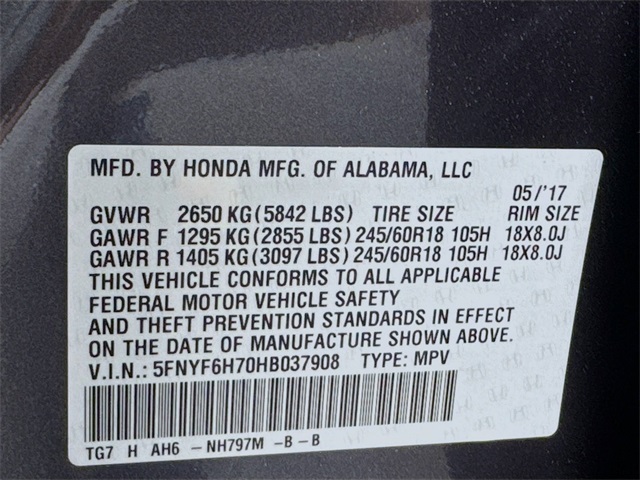 MFD. BY HONDA MFG. OF ALABAMA, LLC
05/'17
GVWR 2650 KG(5842 LBS) TIRE SIZE RIM SIZE
GAWR F 1295 KG(2855 LBS) 245/60R18 105H 18X8.0J
GAWR R 1405 KG(3097 LBS) 245/60R18 105H 18X8.0J
THIS VEHICLE CONFORMS TO ALL APPLICABLE
FEDERAL MOTOR VEHICLE SAFETY
AND THEFT PREVENTION STANDARDS IN EFFECT
ON THE DATE OF MANUFACTURE SHOWN ABOVE.
V.I.N.: 5FNYF6H70HB037908 TYPE: MPV
TG7 H AH6 -NH797M -B -B